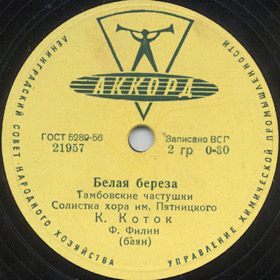 ЛЕНИНГРАДСКИЙ СОВЕТ НАРОДНОГО ХОЗЯЙСТВА
УПРАВЛЕНИЕ ХИМИЧЕСКОЙ ПРОМЫШЛЕННОСТИ
АККОРД
ГОСТ 5289-56
21957
Записано ВСГ
2 гр 0-80
Белая береза
Тамбовские частушки
Солистка хора им. Пятницкого
К. Коток
Ф. Филин
(баян)